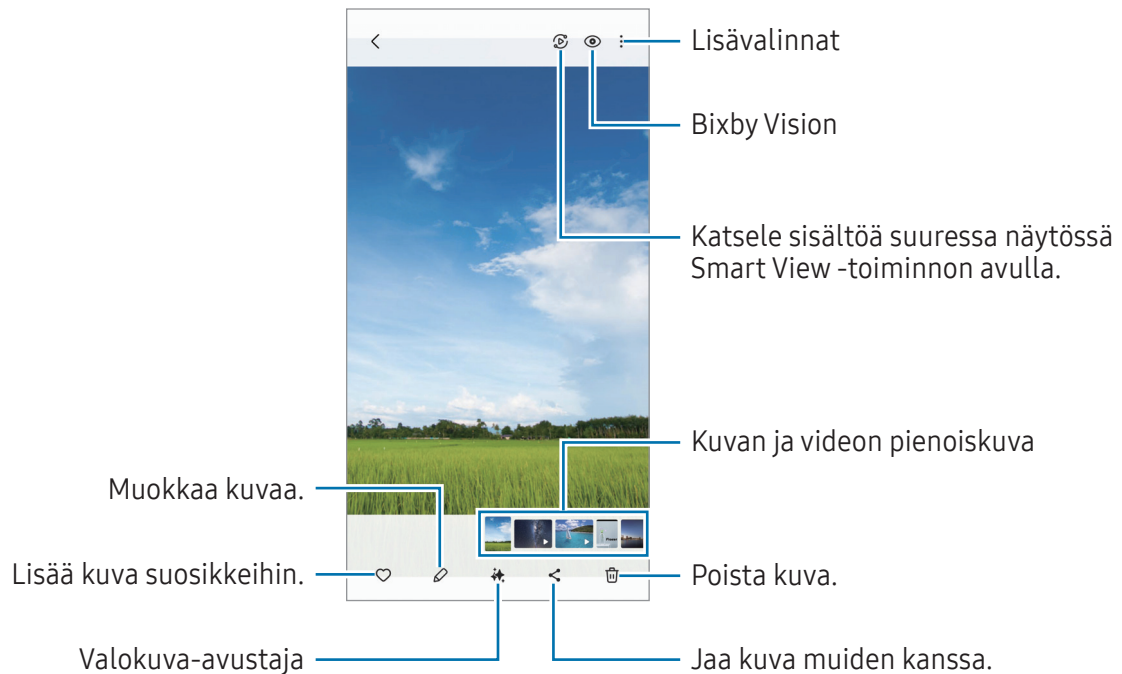 Lisävalinnat
Bixby Vision
Katsele sisältöä suuressa näytössä
Smart View -toiminnon avulla.
Kuvan ja videon pienoiskuva
Muokkaa kuvaa.
Lisää kuva suosikkeihin.
Poista kuva.
Valokuva-avustaja
Jaa kuva muiden kanssa.